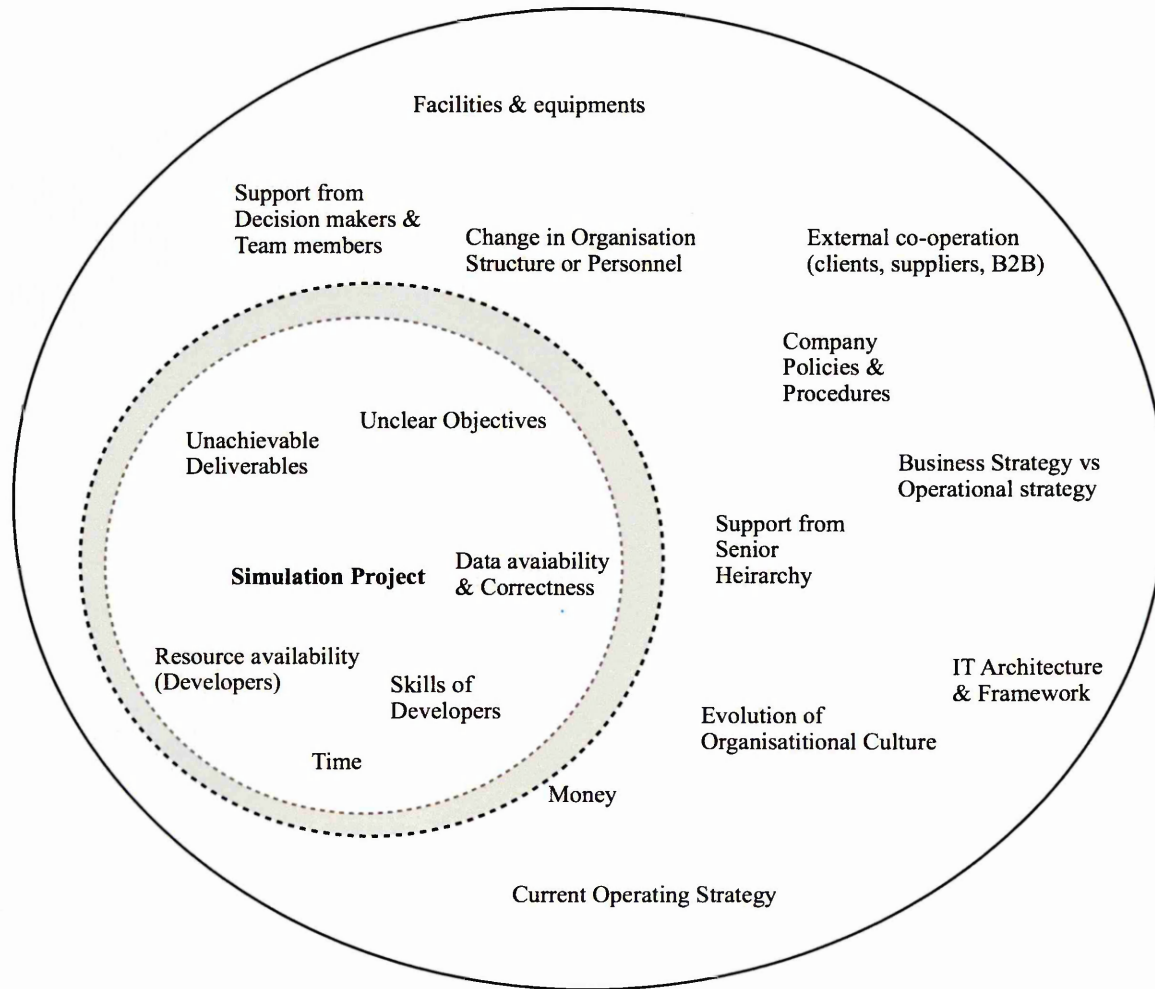 Facilities & equipments
Support from
Decision makers &
Team members
Change in Organisation
Structure or Personnel
External co-operation
(clients, suppliers, B2B)
Company
Policies &
Procedures
Unclear Objectives
Unachievable
Deliverables
Business Strategy vs
Operational strategy
Support from
Senior
Heirarchy
Simulation Project
Data avaiability
& Correctness
Resource availability
(Developers)
Skills of
Developers
IT Architecture
& Framework
Evolution of
Organisatitional Culture
Time
Money
Current Operating Strategy